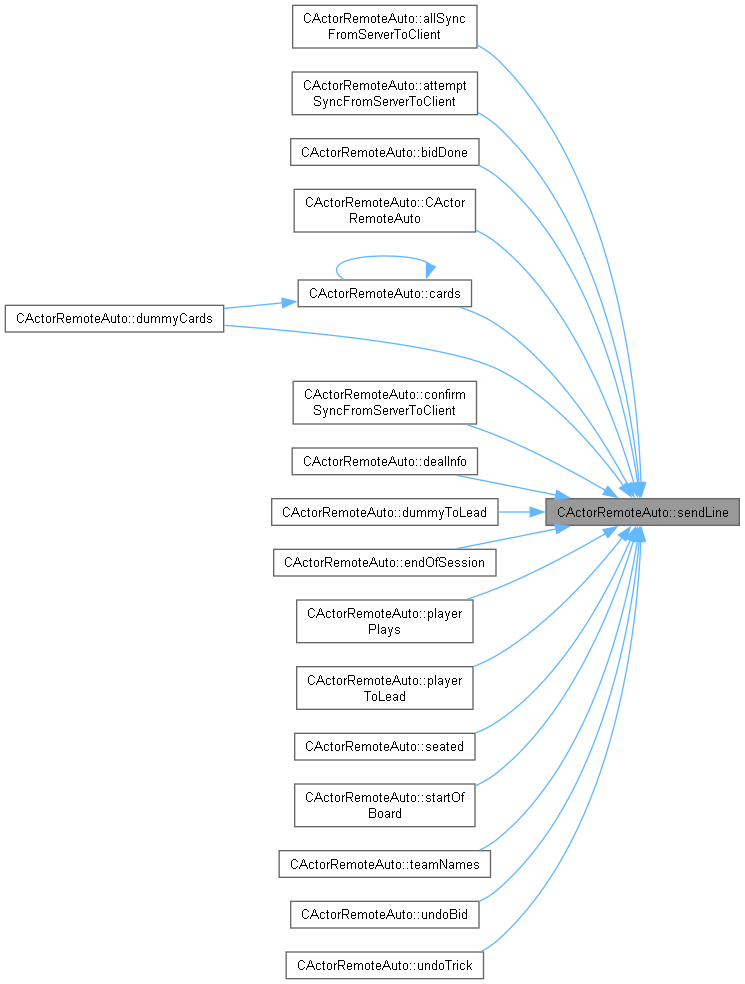 CActorRemoteAuto::allSync
FromServerToClient
CActorRemoteAuto::attempt
SyncFromServerToClient
CActorRemoteAuto::bidDone
CActorRemoteAuto::CActor
RemoteAuto
CActorRemoteAuto::cards
CActorRemoteAuto::dummyCards
CActorRemoteAuto::confirm
SyncFromServerToClient
CActorRemoteAuto::dealInfo
CActorRemoteAuto::dummyToLead
CActorRemoteAuto::sendLine
CActorRemoteAuto::endOfSession
CActorRemoteAuto::player
Plays
CActorRemoteAuto::player
ToLead
CActorRemoteAuto::seated
CActorRemoteAuto::startOf
Board
CActorRemoteAuto::teamNames
CActorRemoteAuto::undoBid
CActorRemoteAuto::undoTrick